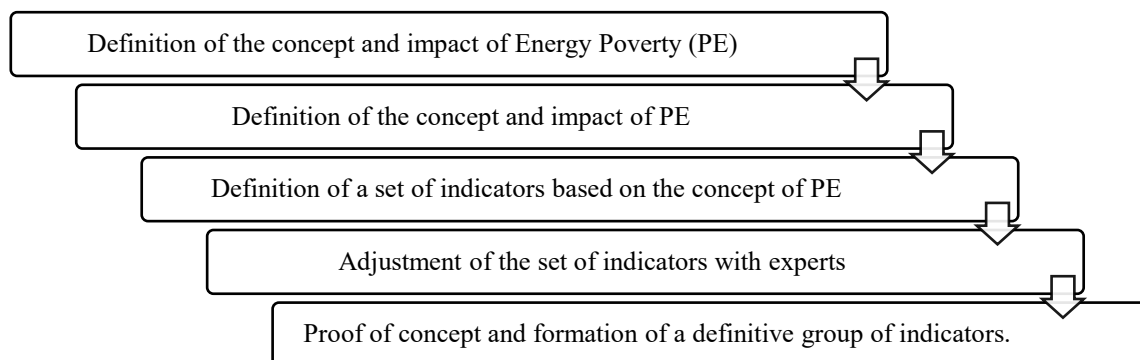 Definition of the concept and impact of Energy Poverty (PE)
Definition of the concept and impact of PE
Definition of a set of indicators based on the concept of PE
Adjustment of the set of indicators with experts
Proof of concept and formation of a definitive group of indicators.